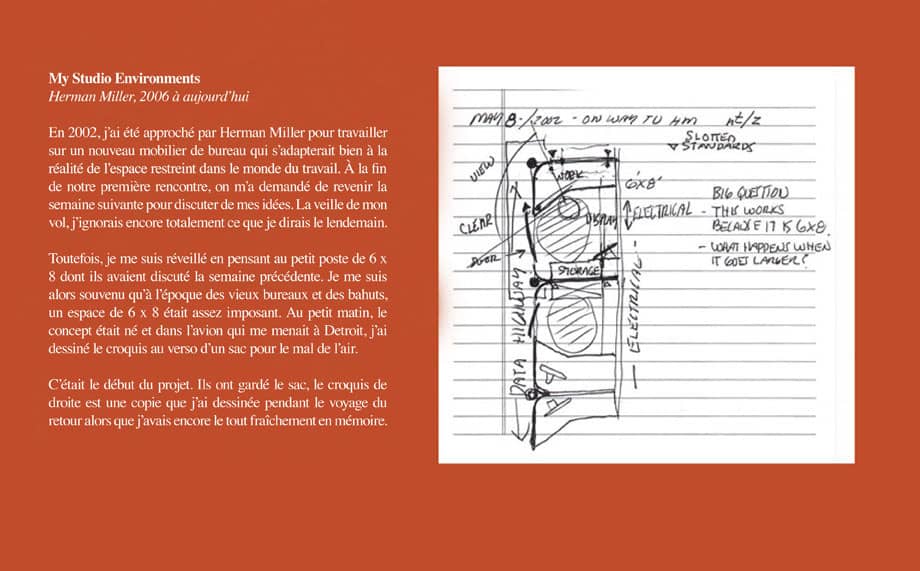 My Studio Environments
Herman Miller, 2006 à aujourd'hui
En 2002, j'ai été approché par Herman Miller pour travailler
sur un nouveau mobilier de bureau qui s'adapterait bien à la
réalité de l'espace restreint dans le monde du travail. À la fin
de notre première rencontre, on m'a demandé de revenir la
semaine suivante pour discuter de mes idées. La veille de mon
vol, j'ignorais encore totalement ce que je dirais le lendemain.
Toutefois, je me suis réveillé en pensant au petit poste de 6 x
8 dont ils avaient discuté la semaine précédente. Je me suis
alors souvenu qu'à l'époque des vieux bureaux et des bahuts,
un espace de 6 x 8 était assez imposant. Au petit matin, le
concept était né et dans l'avion qui me menait à Detroit, j'ai
dessiné le croquis au verso d'un sac pour le mal de l'air.
C'était le début du projet. Ils ont gardé le sac, le croquis de
droite est une copie que j'ai dessinée pendant le voyage du
retour alors que j'avais encore le tout fraîchement en mémoire.
MAY 8-/2002 - ON WAY TO HM
SLOTTED
STANDARDS
VIEW
WORK
6'X8'
CLEAR
DISPLAY
ELECTRICAL
DOOR
STORAGE
DATA HIGHWAY
ELECTRICAL
BIG QUESTION
- THIS WORKS
BECAUSE IT IS 6X8.
- WHAT HAPPENS WHEN
IT GOES LARGER?